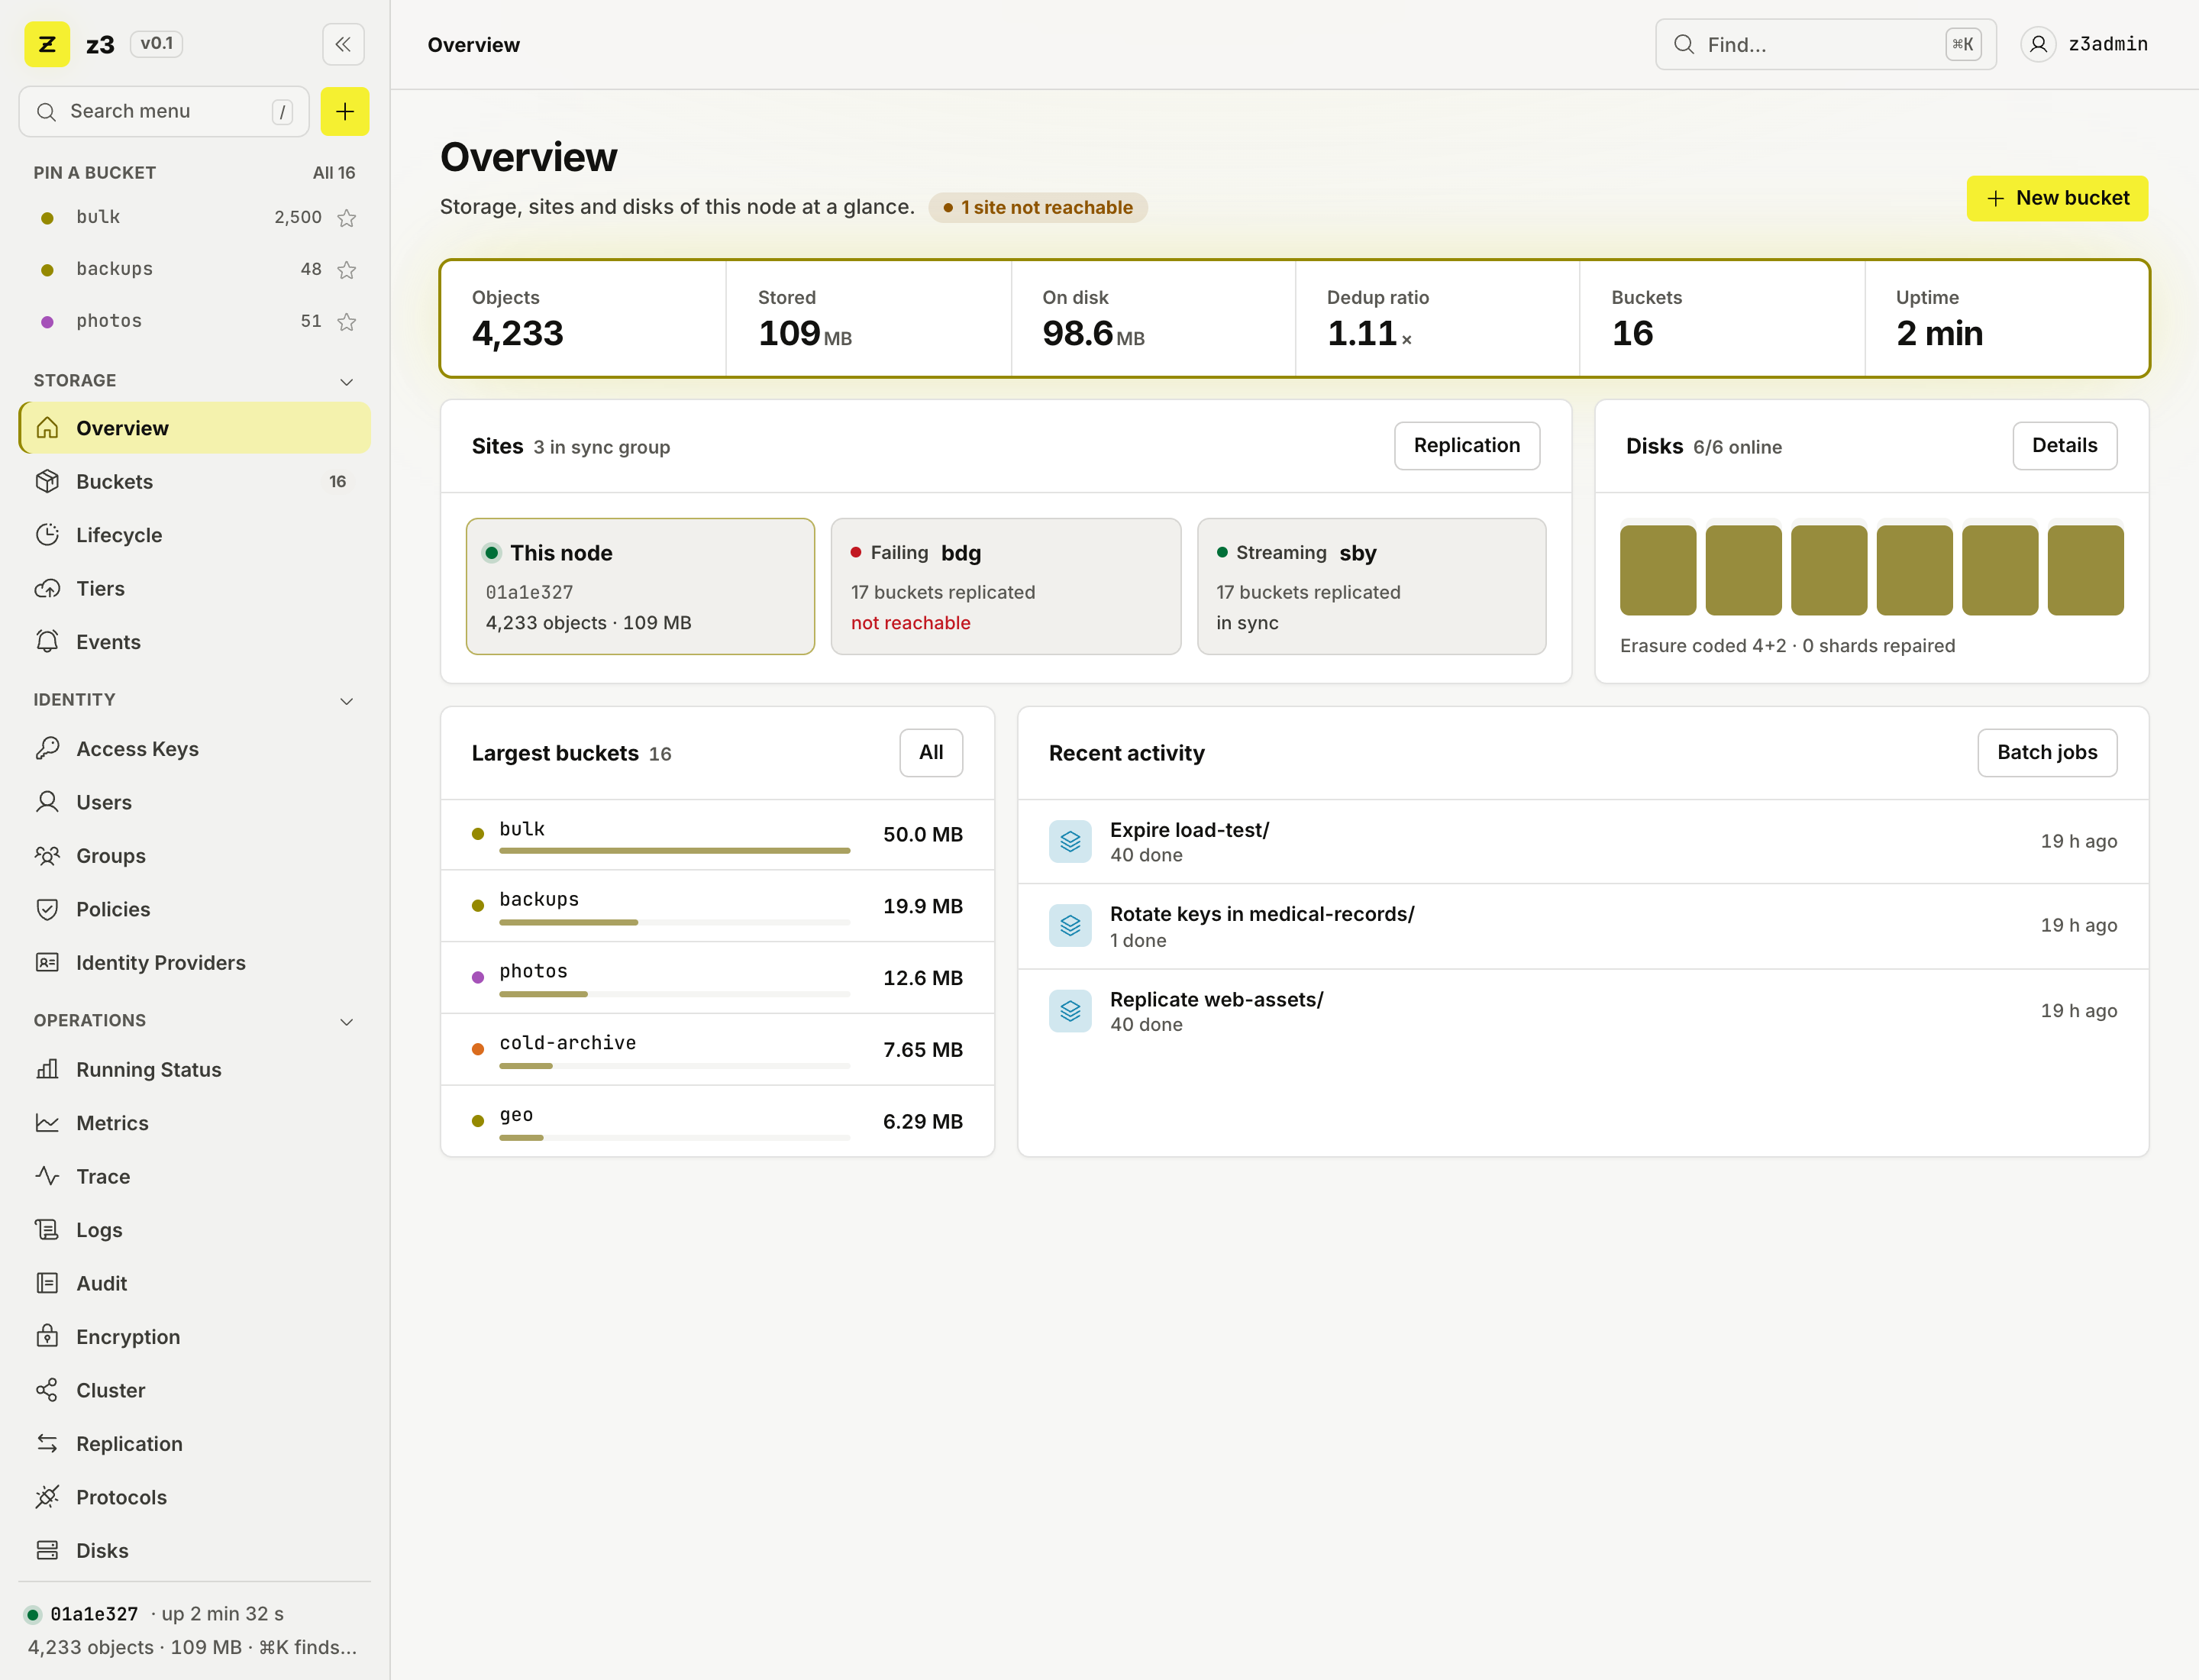 z z3 v0.1
Search menu /
PIN A BUCKET All 16
bulk 2,500
backups 48
photos 51
STORAGE
Overview
Buckets 16
Lifecycle
Tiers
Events
IDENTITY
Access Keys
Users
Groups
Policies
Identity Providers
OPERATIONS
Running Status
Metrics
Trace
Logs
Audit
Encryption
Cluster
Replication
Protocols
Disks
01a1e327 · up 2 min 32 s
4,233 objects · 109 MB · ⌘K finds...
Overview
Find... ⌘K
z3admin
Overview
Storage, sites and disks of this node at a glance. 1 site not reachable
+ New bucket
Objects
4,233
Stored
109 MB
On disk
98.6 MB
Dedup ratio
1.11 ×
Buckets
16
Uptime
2 min
Sites 3 in sync group
Replication
This node
01a1e327
4,233 objects · 109 MB
Failing bdg
17 buckets replicated
not reachable
Streaming sby
17 buckets replicated
in sync
Disks 6/6 online
Details
Erasure coded 4+2 · 0 shards repaired
Largest buckets 16
All
bulk 50.0 MB
backups 19.9 MB
photos 12.6 MB
cold-archive 7.65 MB
geo 6.29 MB
Recent activity
Batch jobs
Expire load-test/
40 done
19 h ago
Rotate keys in medical-records/
1 done
19 h ago
Replicate web-assets/
40 done
19 h ago